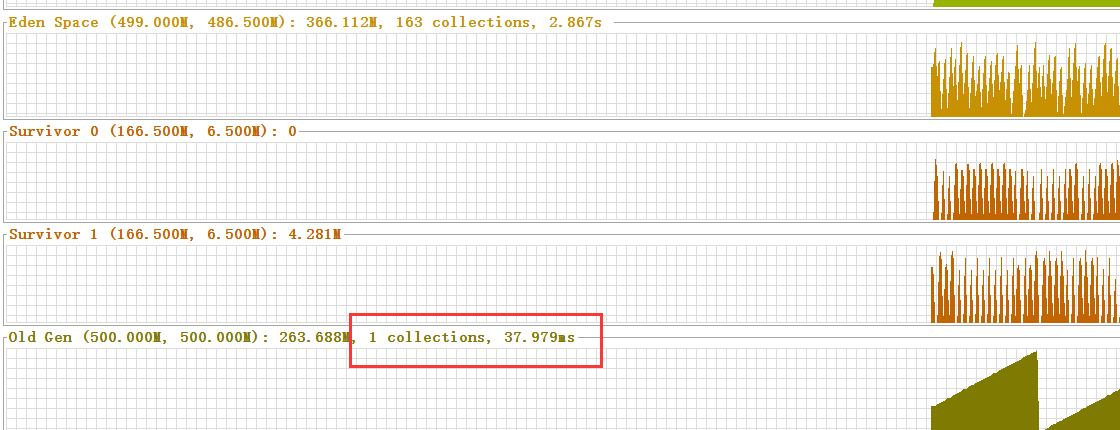 Eden Space (499.000M, 486.500M): 366.112M, 163 collections, 2.867s
Survivor 0 (166.500M, 6.500M): 0
Survivor 1 (166.500M, 6.500M): 4.281M
Old Gen (500.000M, 500.000M): 263.688M, 1 collections, 37.979ms